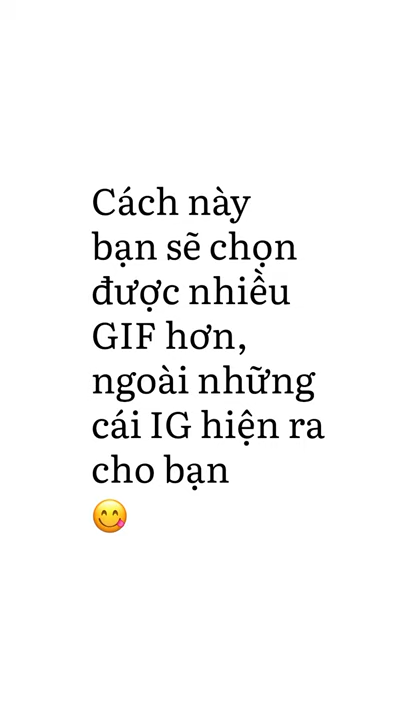 Cách này
bạn sẽ chọn
được nhiều
GIF hơn,
ngoài những
cái IG hiện ra
cho bạn
😋